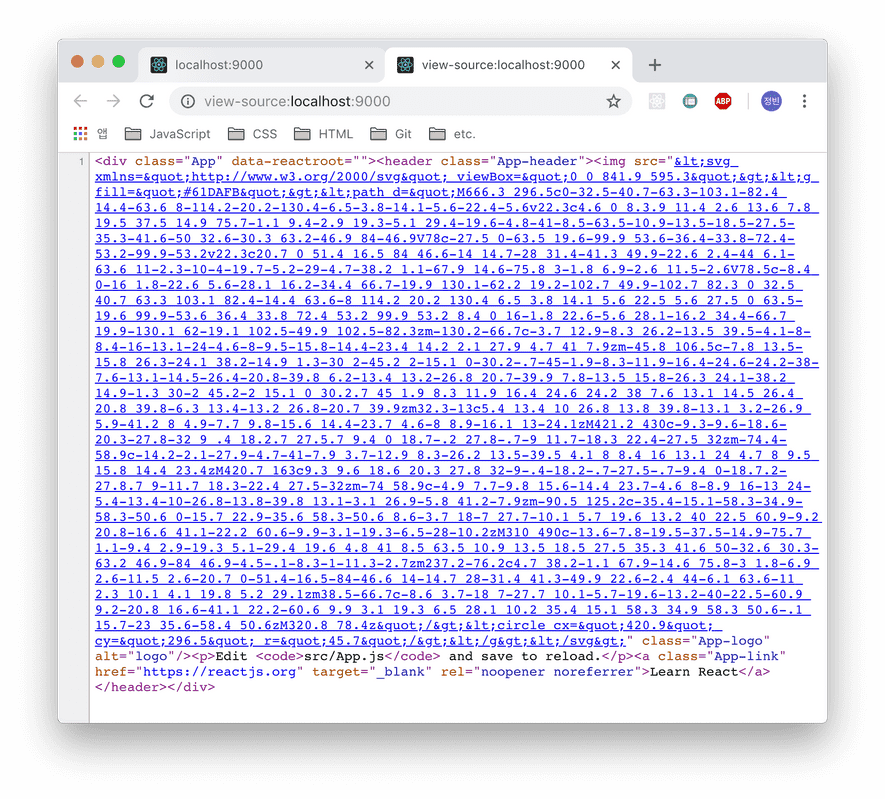 localhost:9000
view-source:localhost:9000
view-source:localhost:9000
ABP
정빈
앱
JavaScript
CSS
HTML
Git
etc.
1
<div class="App" data-reactroot=""><header class="App-header"><img src="&lt;svg
xmlns=&quot;http://www.w3.org/2000/svg&quot; viewBox=&quot;0 0 841.9 595.3&quot;&gt;&lt;g
fill=&quot;#61DAFB&quot;&gt;&lt;path d=&quot;M666.3 296.5c0-32.5-40.7-63.3-103.1-82.4
14.4-63.6 8-114.2-20.2-130.4-6.5-3.8-14.1-5.6-22.4-5.6v22.3c4.6 0 8.3.9 11.4 2.6 13.6 7.8
19.5 37.5 14.9 75.7-1.1 9.4-2.9 19.3-5.1 29.4-19.6-4.8-41-8.5-63.5-10.9-13.5-18.5-27.5-
35.3-41.6-50 32.6-30.3 63.2-46.9 84-46.9V78c-27.5 0-63.5 19.6-99.9 53.6-36.4-33.8-72.4-
53.2-99.9-53.2v22.3c20.7 0 51.4 16.5 84 46.6-14 14.7-28 31.4-41.3 49.9-22.6 2.4-44 6.1-
63.6 11-2.3-10-4-19.7-5.2-29-4.7-38.2 1.1-67.9 14.6-75.8 3-1.8 6.9-2.6 11.5-2.6V78.5c-8.4
0-16 1.8-22.6 5.6-28.1 16.2-34.4 66.7-19.9 130.1-62.2 19.2-102.7 49.9-102.7 82.3 0 32.5
40.7 63.3 103.1 82.4-14.4 63.6-8 114.2 20.2 130.4 6.5 3.8 14.1 5.6 22.5 5.6 27.5 0 63.5-
19.6 99.9-53.6 36.4 33.8 72.4 53.2 99.9 53.2 8.4 0 16-1.8 22.6-5.6 28.1-16.2 34.4-66.7
19.9-130.1 62-19.1 102.5-49.9 102.5-82.3zm-130.2-66.7c-3.7 12.9-8.3 26.2-13.5 39.5-4.1-8-
8.4-16-13.1-24-4.6-8-9.5-15.8-14.4-23.4 14.2 2.1 27.9 4.7 41 7.9zm-45.8 106.5c-7.8 13.5-
15.8 26.3-24.1 38.2-14.9 1.3-30 2-45.2 2-15.1 0-30.2-.7-45-1.9-8.3-11.9-16.4-24.6-24.2-38-
7.6-13.1-14.5-26.4-20.8-39.8 6.2-13.4 13.2-26.8 20.7-39.9 7.8-13.5 15.8-26.3 24.1-38.2
14.9-1.3 30-2 45.2-2 15.1 0 30.2.7 45 1.9 8.3 11.9 16.4 24.6 24.2 38 7.6 13.1 14.5 26.4
20.8 39.8-6.3 13.4-13.2 26.8-20.7 39.9zm32.3-13c5.4 13.4 10 26.8 13.8 39.8-13.1 3.2-26.9
5.9-41.2 8 4.9-7.7 9.8-15.6 14.4-23.7 4.6-8 8.9-16.1 13-24.1zM421.2 430c-9.3-9.6-18.6-
20.3-27.8-32 9 .4 18.2.7 27.5.7 9.4 0 18.7-.2 27.8-.7-9 11.7-18.3 22.4-27.5 32zm-74.4-
58.9c-14.2-2.1-27.9-4.7-41-7.9 3.7-12.9 8.3-26.2 13.5-39.5 4.1 8 8.4 16 13.1 24 4.7 8 9.5
15.8 14.4 23.4zM420.7 163c9.3 9.6 18.6 20.3 27.8 32-9-.4-18.2-.7-27.5-.7-9.4 0-18.7.2-
27.8.7 9-11.7 18.3-22.4 27.5-32zm-74 58.9c-4.9 7.7-9.8 15.6-14.4 23.7-4.6 8-8.9 16-13 24-
5.4-13.4-10-26.8-13.8-39.8 13.1-3.1 26.9-5.8 41.2-7.9zm-90.5 125.2c-35.4-15.1-58.3-34.9-
58.3-50.6 0-15.7 22.9-35.6 58.3-50.6 8.6-3.7 18-7 27.7-10.1 5.7 19.6 13.2 40 22.5 60.9-9.2
20.8-16.6 41.1-22.2 60.6-9.9-3.1-19.3-6.5-28-10.2zM310 490c-13.6-7.8-19.5-37.5-14.9-75.7
1.1-9.4 2.9-19.3 5.1-29.4 19.6 4.8 41 8.5 63.5 10.9 13.5 18.5 27.5 35.3 41.6 50-32.6 30.3-
63.2 46.9-84 46.9-4.5-.1-8.3-1-11.3-2.7zm237.2-76.2c4.7 38.2-1.1 67.9-14.6 75.8-3 1.8-6.9
2.6-11.5 2.6-20.7 0-51.4-16.5-84-46.6 14-14.7 28-31.4 41.3-49.9 22.6-2.4 44-6.1 63.6-11
2.3 10.1 4.1 19.8 5.2 29.1zm38.5-66.7c-8.6 3.7-18 7-27.7 10.1-5.7-19.6-13.2-40-22.5-60.9
9.2-20.8 16.6-41.1 22.2-60.6 9.9 3.1 19.3 6.5 28.1 10.2 35.4 15.1 58.3 34.9 58.3 50.6-.1
15.7-23 35.6-58.4 50.6zM320.8 78.4z&quot;/&gt;&lt;circle cx=&quot;420.9&quot;
cy=&quot;296.5&quot; r=&quot;45.7&quot;/&gt;&lt;/g&gt;&lt;/svg&gt;" class="App-logo"
alt="logo"/><p>Edit <code>src/App.js</code> and save to reload.</p><a class="App-link"
href="https://reactjs.org" target="_blank" rel="noopener noreferrer">Learn React</a>
</header></div>